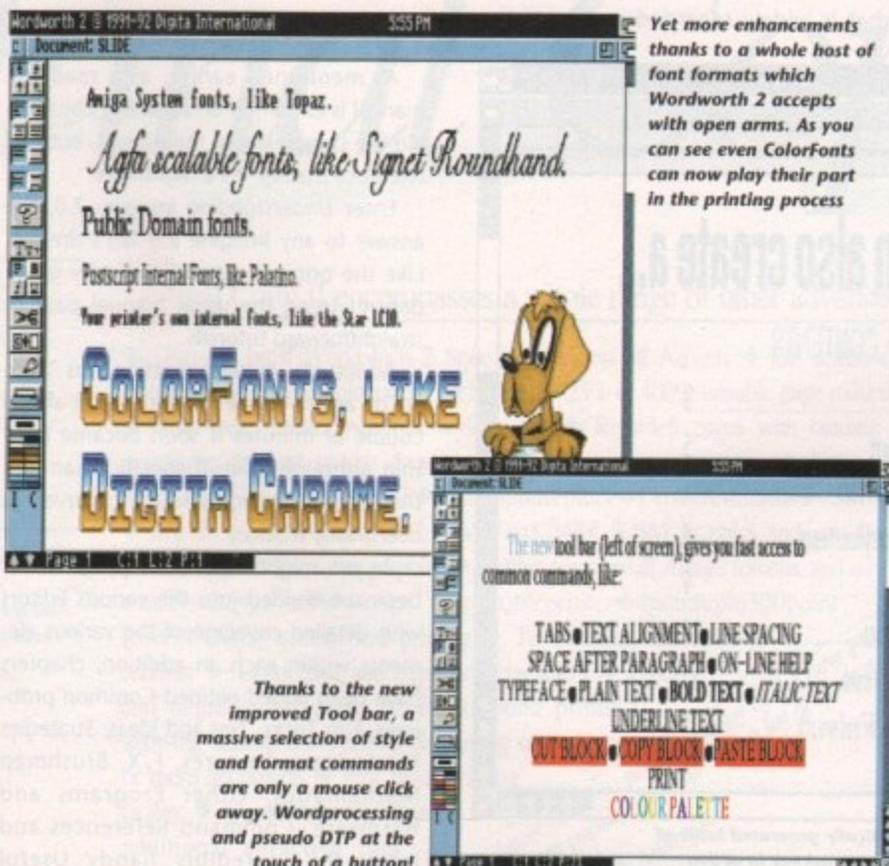 Wordworth 2 © 1991-92 Digita International 5:55 PM
Document: SLIDE
Amiga System fonts, like Topaz.
Agfa scalable fonts, like Signet Roundhand.
Public Domain fonts.
Postscript Internal Fonts, like Palatino.
Your printer's own internal fonts, like the Star LC10.
COLORFONTS, LIKE
DIGITA CHROME,
Page 1 C:1 L:2 P:1
Yet more enhancements
thanks to a whole host of
font formats which
Wordworth 2 accepts
with open arms. As you
can see even ColorFonts
can now play their part
in the printing process
Wordworth 2 © 1991-92 Digita International 5:55 PM
Document: SLIDE
The new tool bar (left of screen), gives you fast access to
common commands, like:
TABS ● TEXT ALIGNMENT ● LINE SPACING
SPACE AFTER PARAGRAPH ● ON-LINE HELP
TYPEFACE ● PLAIN TEXT ● BOLD TEXT ● ITALIC TEXT
UNDERLINE TEXT
CUT BLOCK ● COPY BLOCK ● PASTE BLOCK
PRINT
COLOUR PALETTE
Thanks to the new
improved Tool bar, a
massive selection of style
and format commands
are only a mouse click
away. Wordprocessing
and pseudo DTP at the
touch of a button!